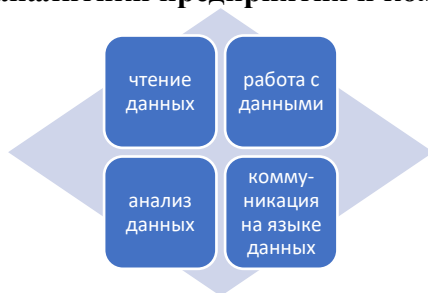 чтение
данных
работа с
данными
анализ
данных
комму-
никация
на языке
данных